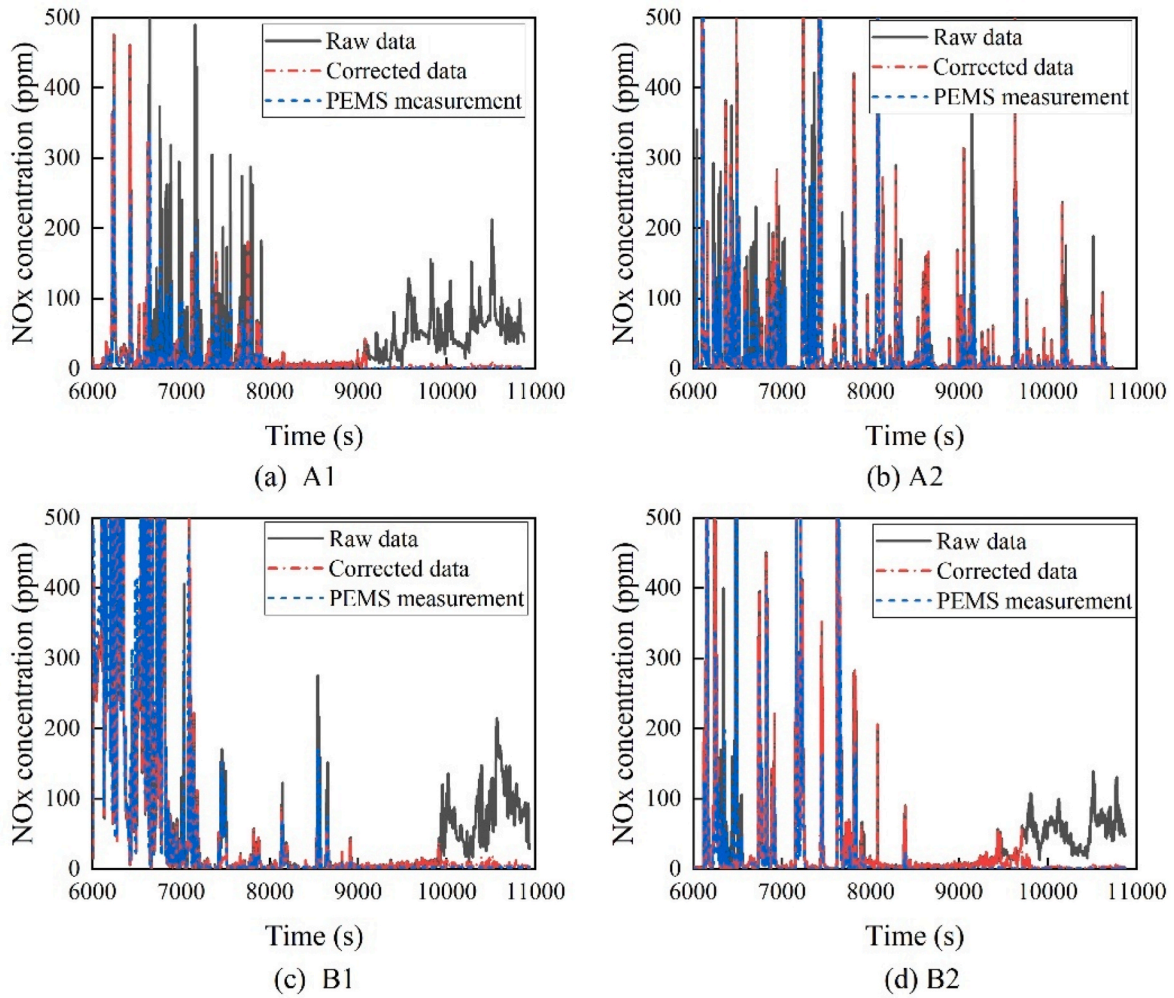 500
400
300
200
100
0
NOx concentration (ppm)
Raw data
Corrected data
PEMS measurement
6000 7000 8000 9000 10000 11000
Time (s)
(a) A1
500
400
300
200
100
0
NOx concentration (ppm)
Raw data
Corrected data
PEMS measurement
6000 7000 8000 9000 10000 11000
Time (s)
(b) A2
500
400
300
200
100
0
NOx concentration (ppm)
Raw data
Corrected data
PEMS measurement
6000 7000 8000 9000 10000 11000
Time (s)
(c) B1
500
400
300
200
100
0
NOx concentration (ppm)
Raw data
Corrected data
PEMS measurement
6000 7000 8000 9000 10000 11000
Time (s)
(d) B2